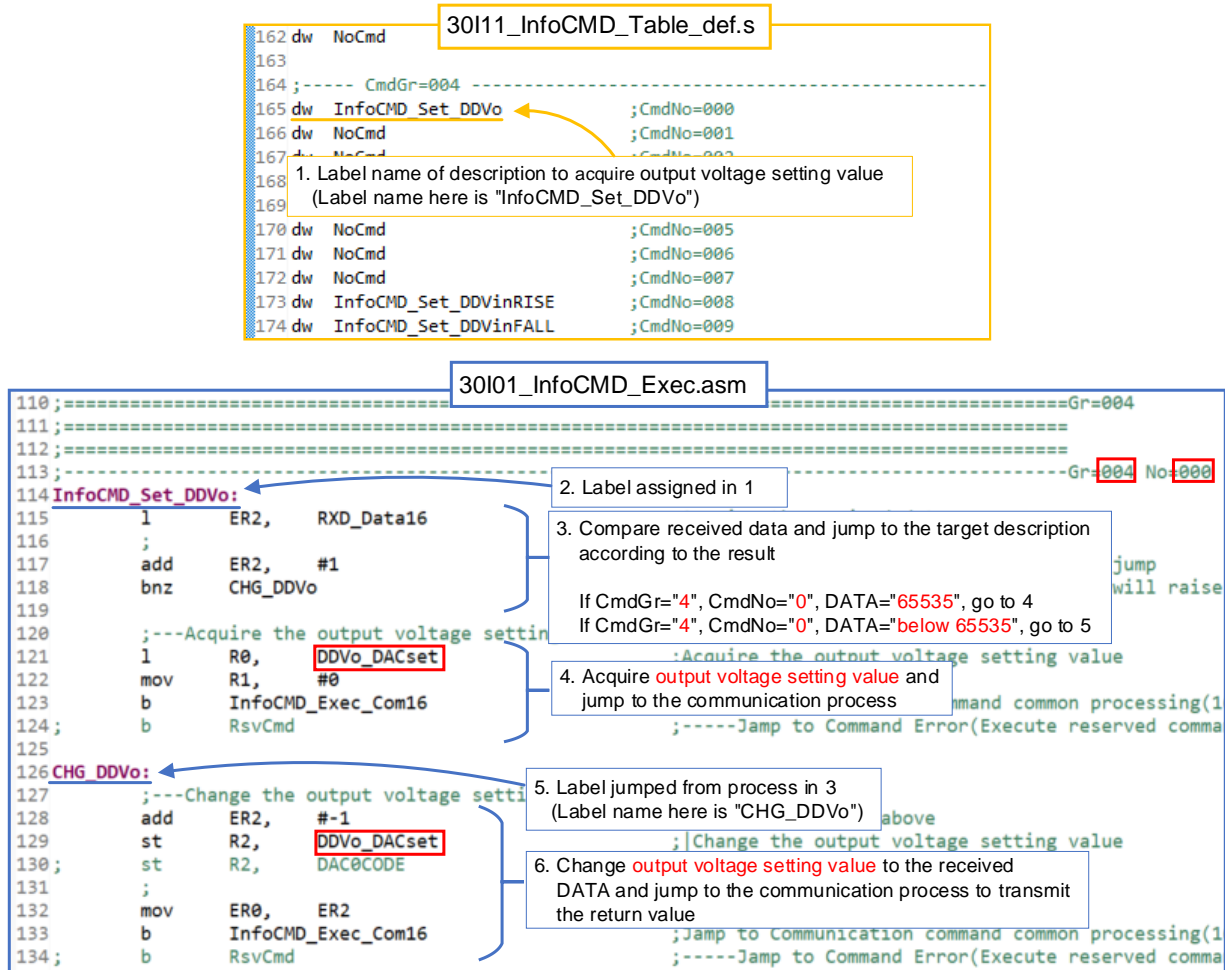 30I11_InfoCMD_Table_def.s
162 dw NoCmd
163
164 ;----- CmdGr=004 -----------------------------------------------
165 dw InfoCMD_Set_DDVo ;CmdNo=000
166 dw NoCmd ;CmdNo=001
167
1. Label name of description to acquire output voltage setting value
168
(Label name here is "InfoCMD_Set_DDVo")
169
170 dw NoCmd ;CmdNo=005
171 dw NoCmd ;CmdNo=006
172 dw NoCmd ;CmdNo=007
173 dw InfoCMD_Set_DDVinRISE ;CmdNo=008
174 dw InfoCMD_Set_DDVinFALL ;CmdNo=009
30I01_InfoCMD_Exec.asm
110 ;==================================================Gr=004
111 ;==================================================
112 ;==================================================
113 ;--------------------------------------------------Gr=004 No=000
2. Label assigned in 1
114 InfoCMD_Set_DDVo:
115 l ER2, RXD_Data16
3. Compare received data and jump to the target description
116 ;
according to the result
117 add ER2, #1 jump
118 bnz CHG_DDVo will raise
If CmdGr="4", CmdNo="0", DATA="65535", go to 4
119
If CmdGr="4", CmdNo="0", DATA="below 65535", go to 5
120 ;---Acquire the output voltage settin
121 l R0, DDVo_DACset ;Acquire the output voltage setting value
122 mov R1, #0
4. Acquire output voltage setting value and
123 b InfoCMD_Exec_Com16 mmand common processing(1
jump to the communication process
124 ; b RsvCmd ;-----Jamp to Command Error(Execute reserved comma
125
126 CHG_DDVo:
5. Label jumped from process in 3
127 ;---Change the output voltage setti
(Label name here is "CHG_DDVo")
128 add ER2, #-1 above
129 st R2, DDVo_DACset ;|Change the output voltage setting value
130 ; st R2, DAC0CODE
6. Change output voltage setting value to the received
131 ;
DATA and jump to the communication process to transmit
132 mov ER0, ER2
the return value
133 b InfoCMD_Exec_Com16 ;Jamp to Communication command common processing(1
134 ; b RsvCmd ;-----Jamp to Command Error(Execute reserved comma